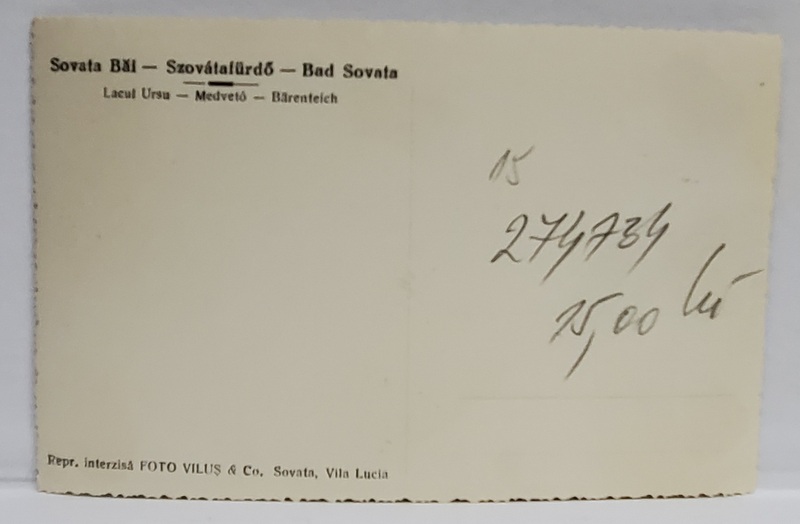 Sovata Băi — Szovátafürdő — Bad Sovata
Lacul Ursu — Medvetó — Bärenteich
15
274734
15,00 lei
Repr. interzisă FOTO VILUȘ & Co. Sovata, Vila Lucia